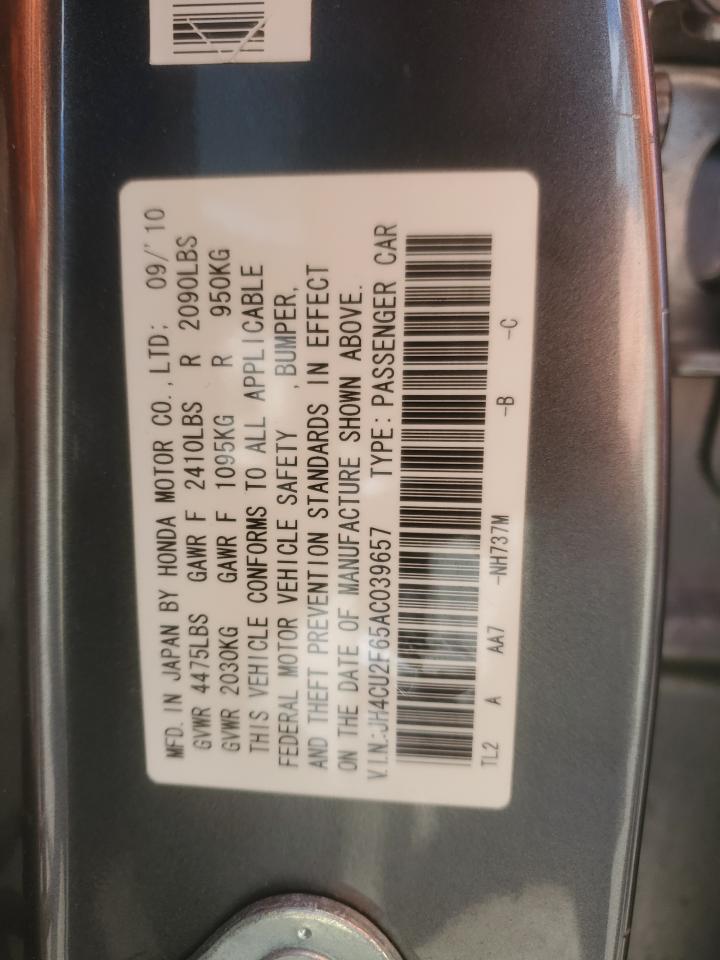 MFD. IN JAPAN BY HONDA MOTOR CO., LTD; 09/'10
GVWR 4475LBS GAWR F 2410LBS R 2090LBS
GVWR 2030KG GAWR F 1095KG R 950KG
THIS VEHICLE CONFORMS TO ALL APPLICABLE
FEDERAL MOTOR VEHICLE SAFETY , BUMPER,
AND THEFT PREVENTION STANDARDS IN EFFECT
ON THE DATE OF MANUFACTURE SHOWN ABOVE.
V.I.N.:JH4CU2F65AC039657 TYPE: PASSENGER CAR
TL2 A AA7 -NH737M -B -C